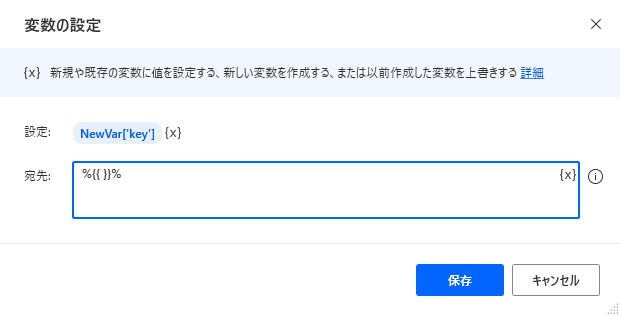 変数の設定
{x} 新規や既存の変数に値を設定する、新しい変数を作成する、または以前作成した変数を上書きする 詳細
設定: NewVar['key'] {x}
宛先: %{{ }}% {x}
保存 キャンセル